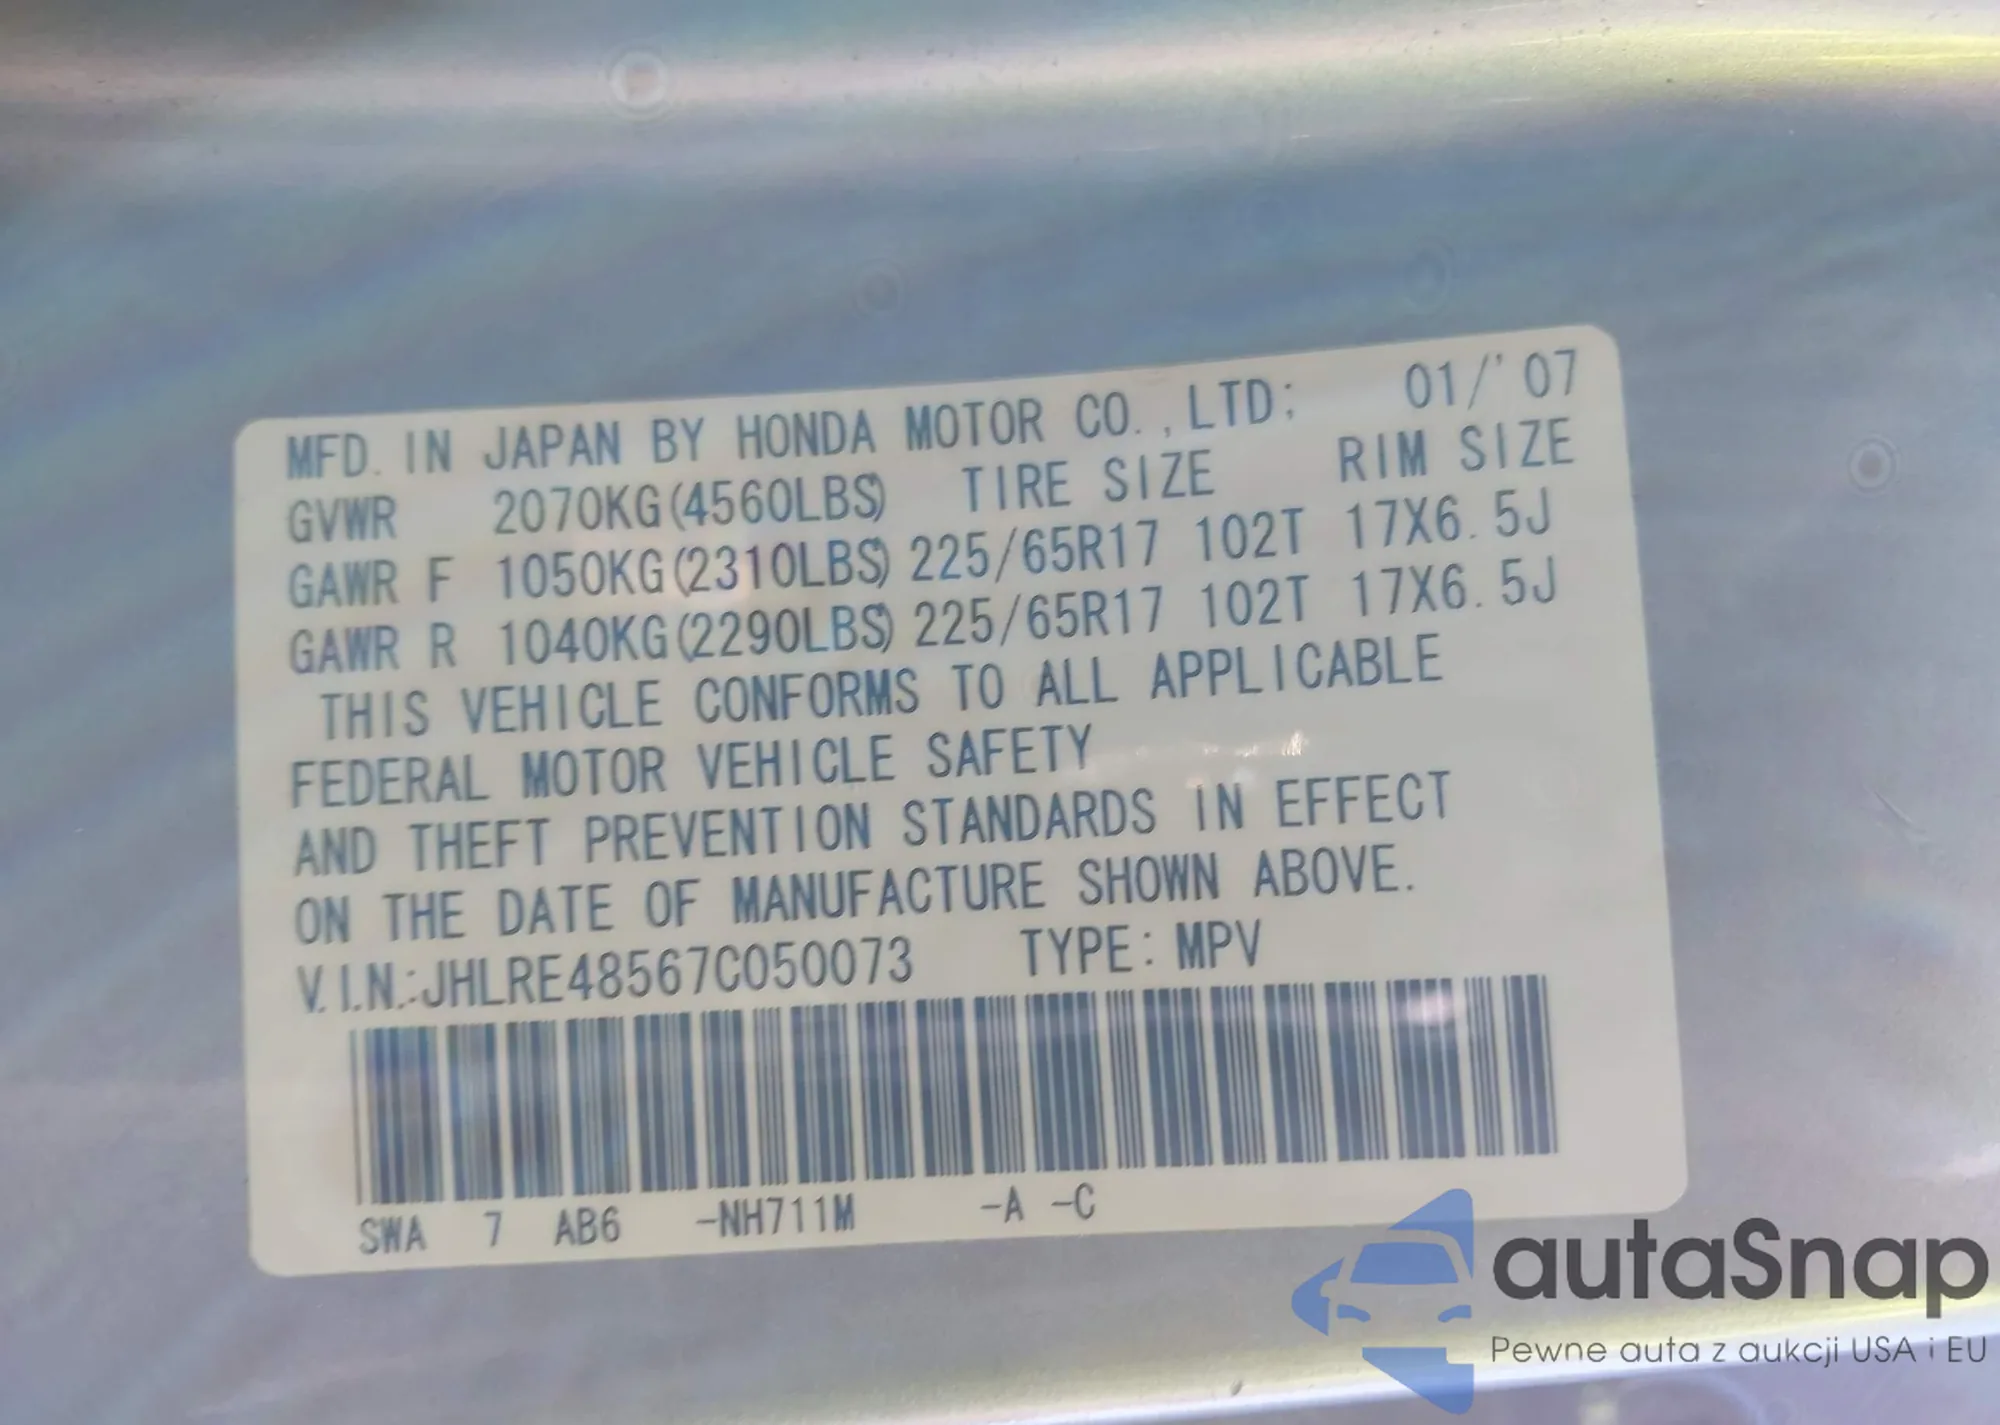 MFD. IN JAPAN BY HONDA MOTOR CO.,LTD; 01/'07
GVWR 2070KG(4560LBS) TIRE SIZE RIM SIZE
GAWR F 1050KG(2310LBS) 225/65R17 102T 17X6.5J
GAWR R 1040KG(2290LBS) 225/65R17 102T 17X6.5J
THIS VEHICLE CONFORMS TO ALL APPLICABLE
FEDERAL MOTOR VEHICLE SAFETY
AND THEFT PREVENTION STANDARDS IN EFFECT
ON THE DATE OF MANUFACTURE SHOWN ABOVE.
V.I.N.:JHLRE48567C050073 TYPE: MPV
SWA 7 AB6 -NH711M -A -C
autaSnap
Pewne auta z aukcji USA i EU